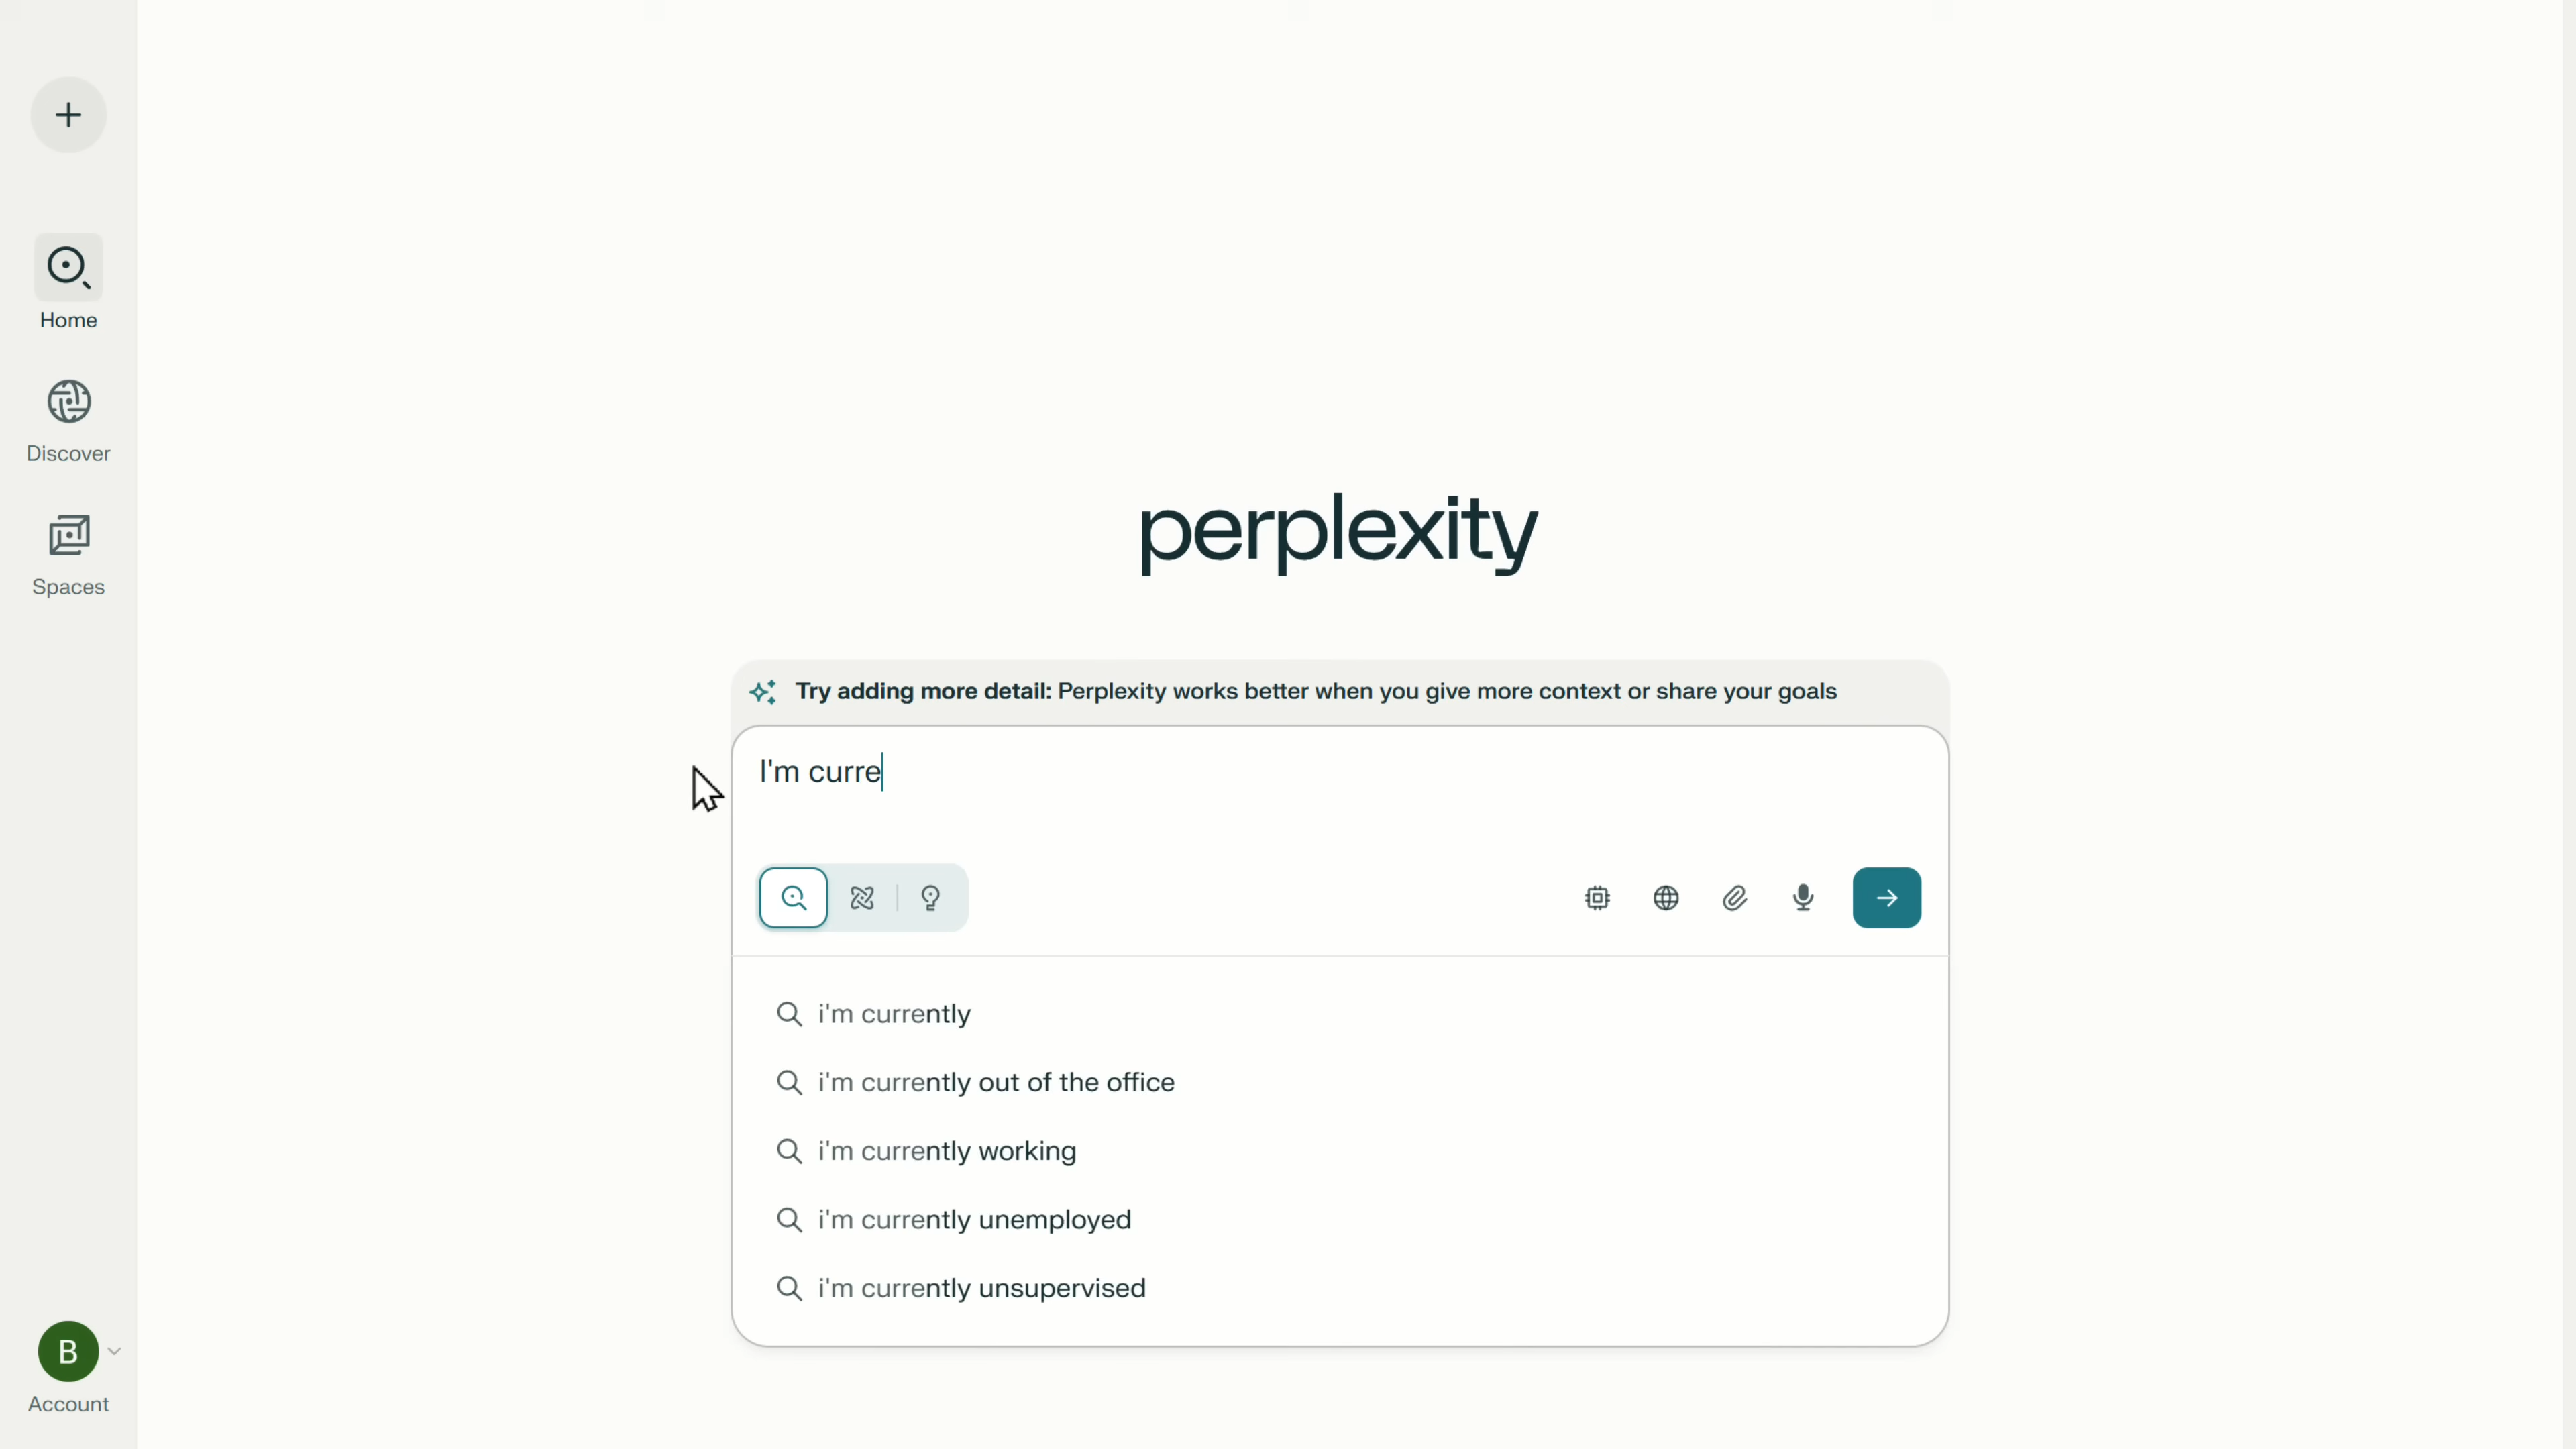 Home
Discover
Spaces
perplexity
Try adding more detail: Perplexity works better when you give more context or share your goals
I'm curre
i'm currently
i'm currently out of the office
i'm currently working
i'm currently unemployed
i'm currently unsupervised
B
Account